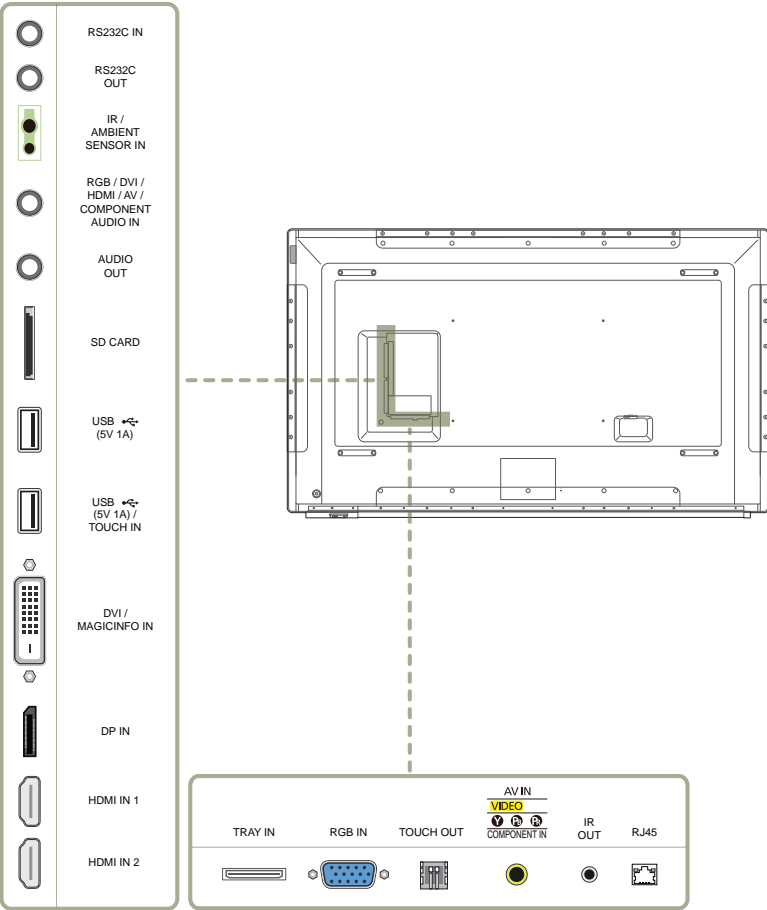 RS232C IN
RS232C
OUT
IR /
AMBIENT
SENSOR IN
RGB / DVI /
HDMI / AV /
COMPONENT
AUDIO IN
AUDIO
OUT
SD CARD
USB
(5V 1A)
USB
(5V 1A) /
TOUCH IN
DVI /
MAGICINFO IN
DP IN
HDMI IN 1
HDMI IN 2
TRAY IN
RGB IN
TOUCH OUT
AV IN
VIDEO
Y PB PR
COMPONENT IN
IR
OUT
RJ45